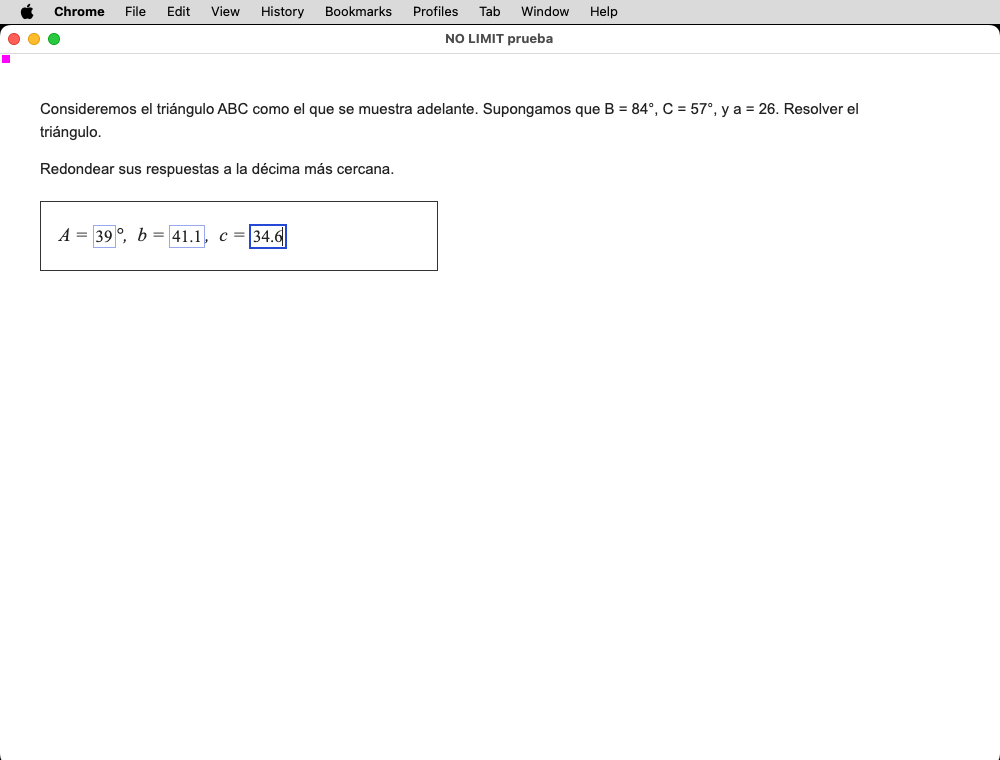 Chrome File Edit View History Bookmarks Profiles Tab Window Help
NO LIMIT prueba
Consideremos el triángulo ABC como el que se muestra adelante. Supongamos que B = 84°, C = 57°, y a = 26. Resolver el
triángulo.
Redondear sus respuestas a la décima más cercana.
A = 39°, b = 41.1, c = 34.6